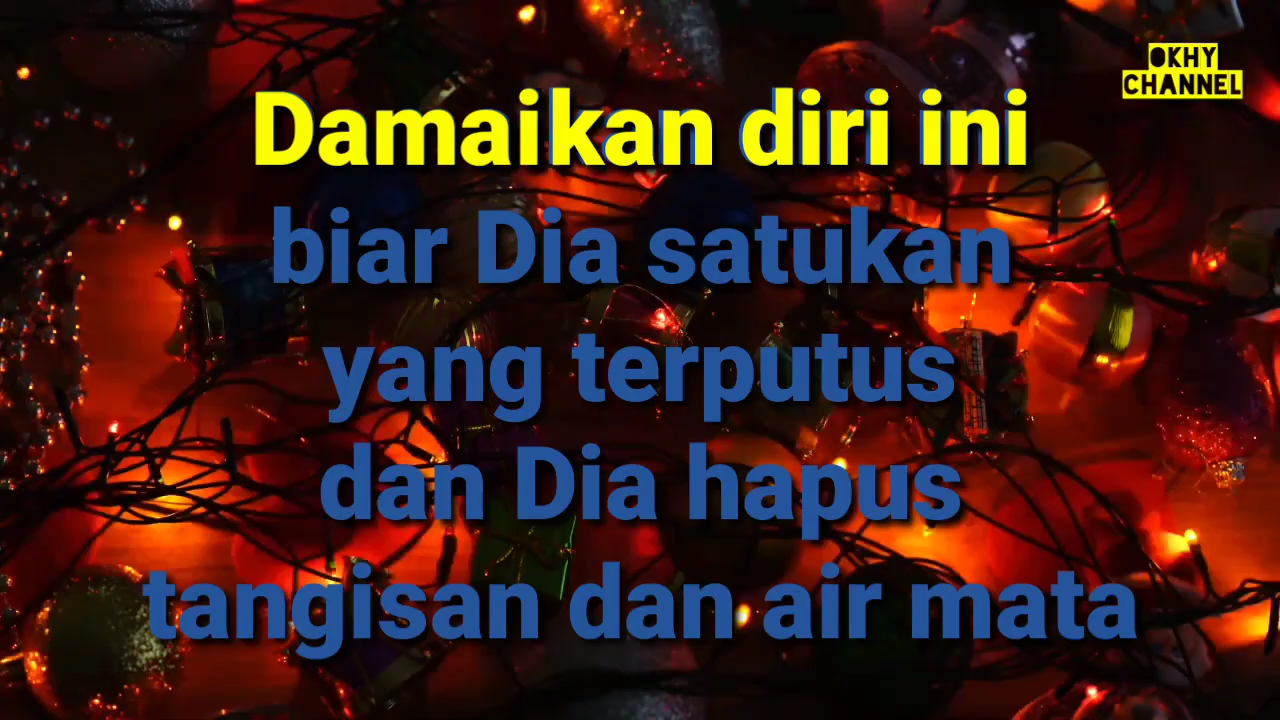 OKHY
CHANNEL
Damaikan diri ini
biar Dia satukan
yang terputus
dan Dia hapus
tangisan dan air mata